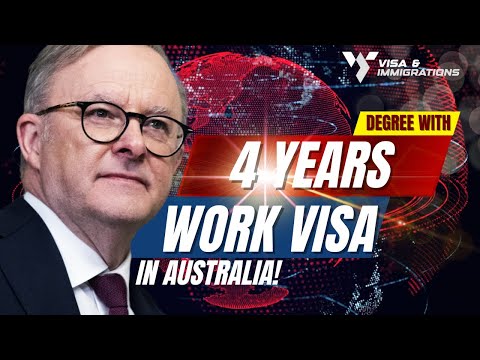 VISA &
IMMIGRATIONS
DEGREE WITH
4 YEARS
WORK VISA
IN AUSTRALIA!